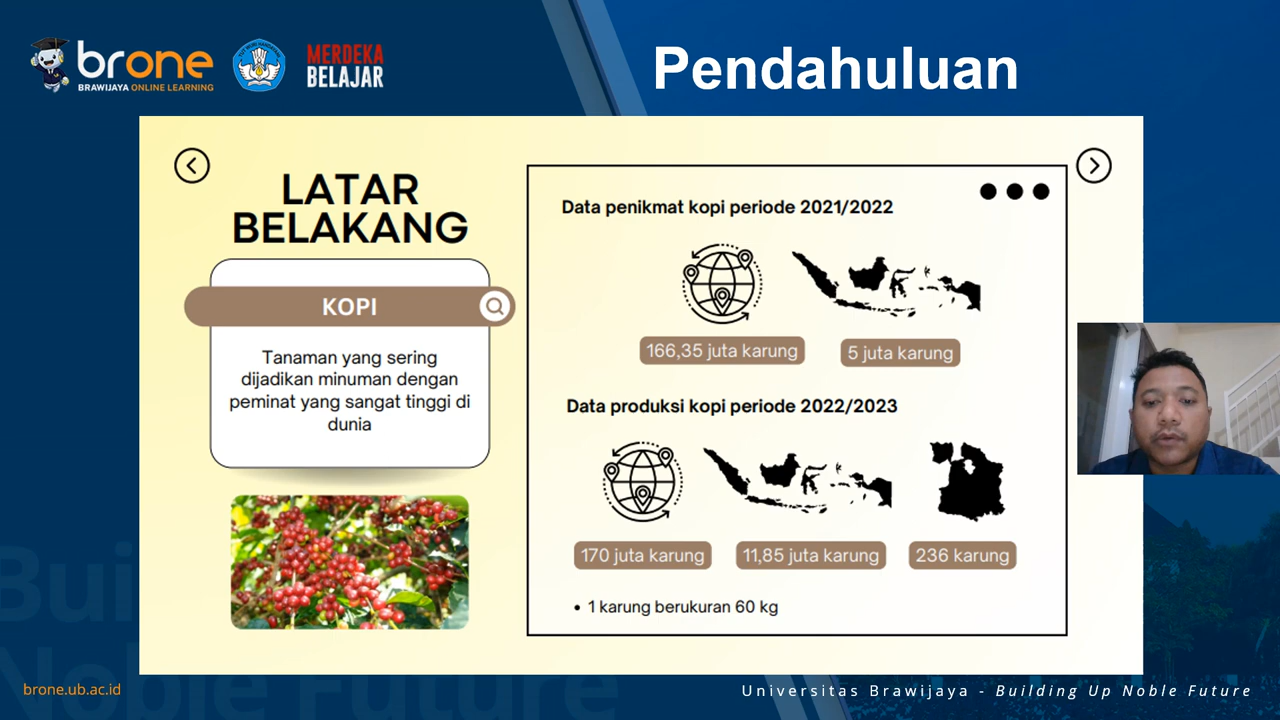 brone
BRAWIJAYA ONLINE LEARNING
MERDEKA
BELAJAR
Pendahuluan
LATAR
BELAKANG
KOPI
Tanaman yang sering
dijadikan minuman dengan
peminat yang sangat tinggi di
dunia
Data penikmat kopi periode 2021/2022
166,35 juta karung
5 juta karung
Data produksi kopi periode 2022/2023
170 juta karung
11,85 juta karung
236 karung
• 1 karung berukuran 60 kg
Bui
Noble Future
brone.ub.ac.id
Universitas Brawijaya - Building Up Noble Future